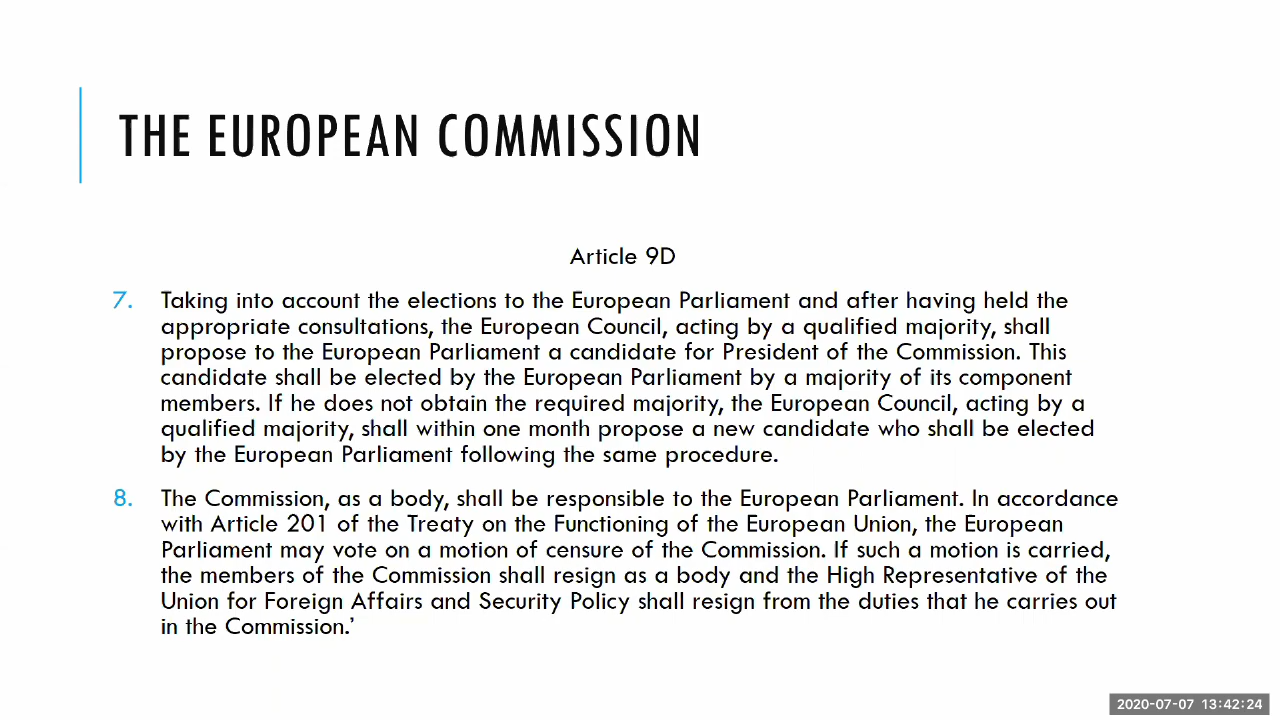 THE EUROPEAN COMMISSION
Article 9D
7. Taking into account the elections to the European Parliament and after having held the
appropriate consultations, the European Council, acting by a qualified majority, shall
propose to the European Parliament a candidate for President of the Commission. This
candidate shall be elected by the European Parliament by a majority of its component
members. If he does not obtain the required majority, the European Council, acting by a
qualified majority, shall within one month propose a new candidate who shall be elected
by the European Parliament following the same procedure.
8. The Commission, as a body, shall be responsible to the European Parliament. In accordance
with Article 201 of the Treaty on the Functioning of the European Union, the European
Parliament may vote on a motion of censure of the Commission. If such a motion is carried,
the members of the Commission shall resign as a body and the High Representative of the
Union for Foreign Affairs and Security Policy shall resign from the duties that he carries out
in the Commission.’
2020-07-07 13:42:24